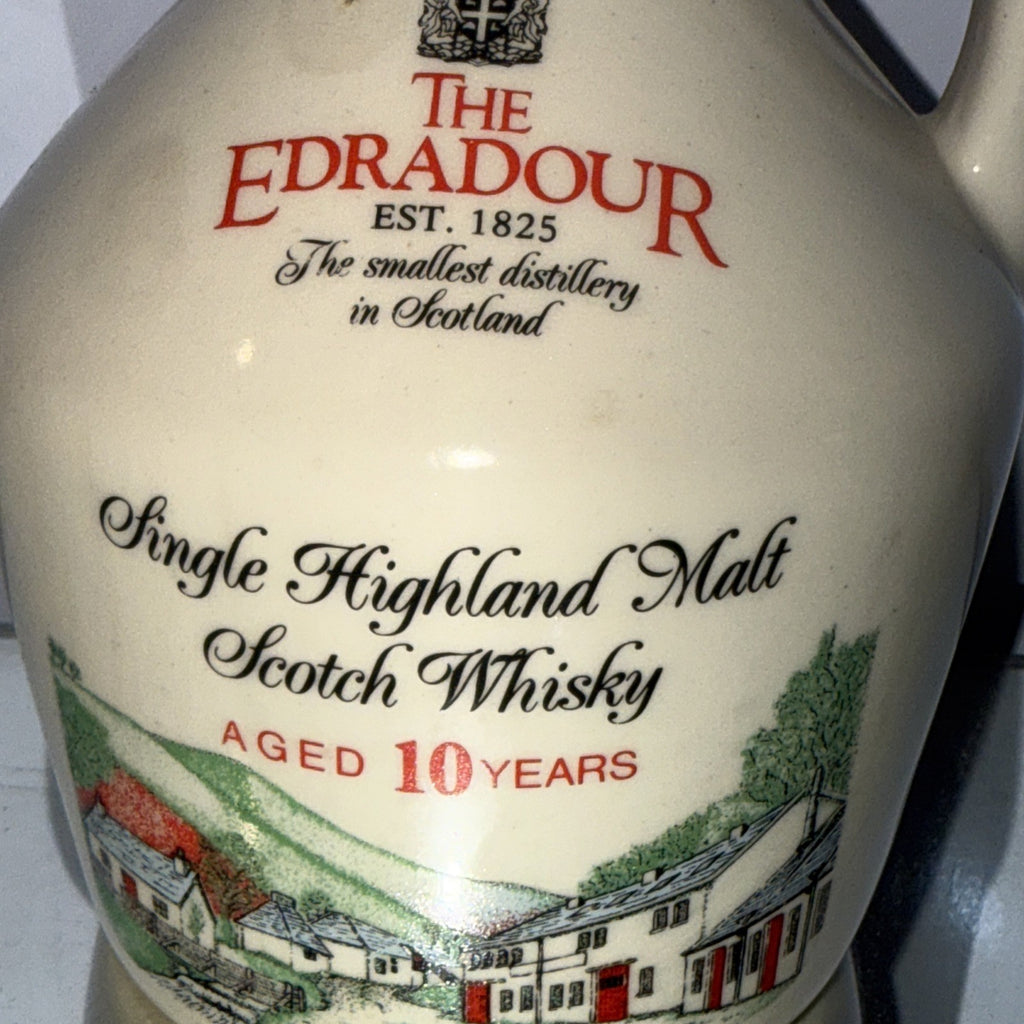 THE
EDRADOUR
EST. 1825
The smallest distillery
in Scotland
Single Highland Malt
Scotch Whisky
AGED 10 YEARS